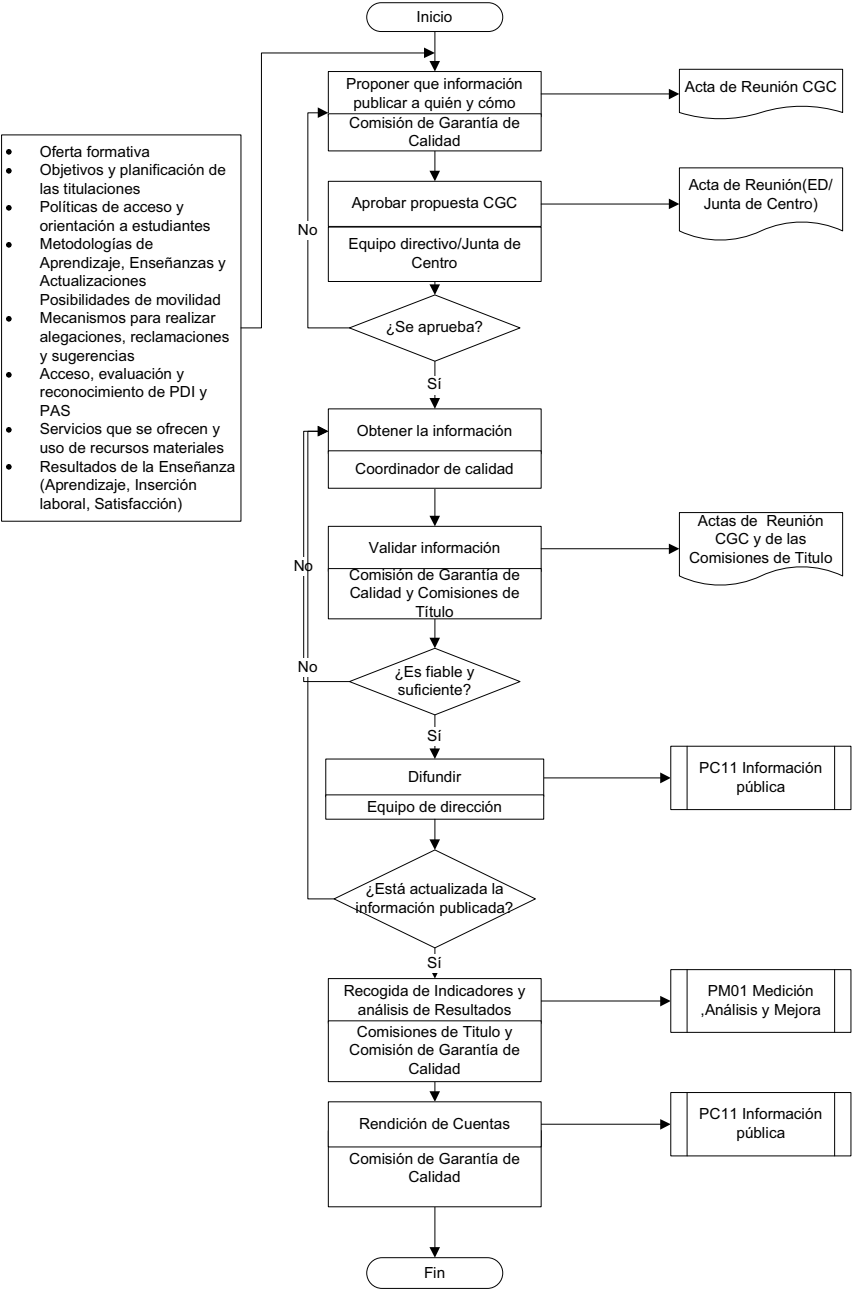 Inicio
Proponer que información
publicar a quién y cómo
Comisión de Garantía de
Calidad
Acta de Reunión CGC
• Oferta formativa
• Objetivos y planificación de
las titulaciones
• Políticas de acceso y
orientación a estudiantes
• Metodologías de
Aprendizaje, Enseñanzas y
Actualizaciones
Posibilidades de movilidad
• Mecanismos para realizar
alegaciones, reclamaciones
y sugerencias
• Acceso, evaluación y
reconocimiento de PDI y
PAS
• Servicios que se ofrecen y
uso de recursos materiales
• Resultados de la Enseñanza
(Aprendizaje, Inserción
laboral, Satisfacción)
Aprobar propuesta CGC
Equipo directivo/Junta de
Centro
Acta de Reunión(ED/
Junta de Centro)
No
¿Se aprueba?
Sí
Obtener la información
Coordinador de calidad
Validar información
Comisión de Garantía de
Calidad y Comisiones de
Título
Actas de Reunión
CGC y de las
Comisiones de Titulo
No
¿Es fiable y
suficiente?
No
Sí
Difundir
Equipo de dirección
PC11 Información
pública
¿Está actualizada la
información publicada?
Sí
Recogida de Indicadores y
análisis de Resultados
Comisiones de Titulo y
Comisión de Garantía de
Calidad
PM01 Medición
,Análisis y Mejora
Rendición de Cuentas
Comisión de Garantía de
Calidad
PC11 Información
pública
Fin